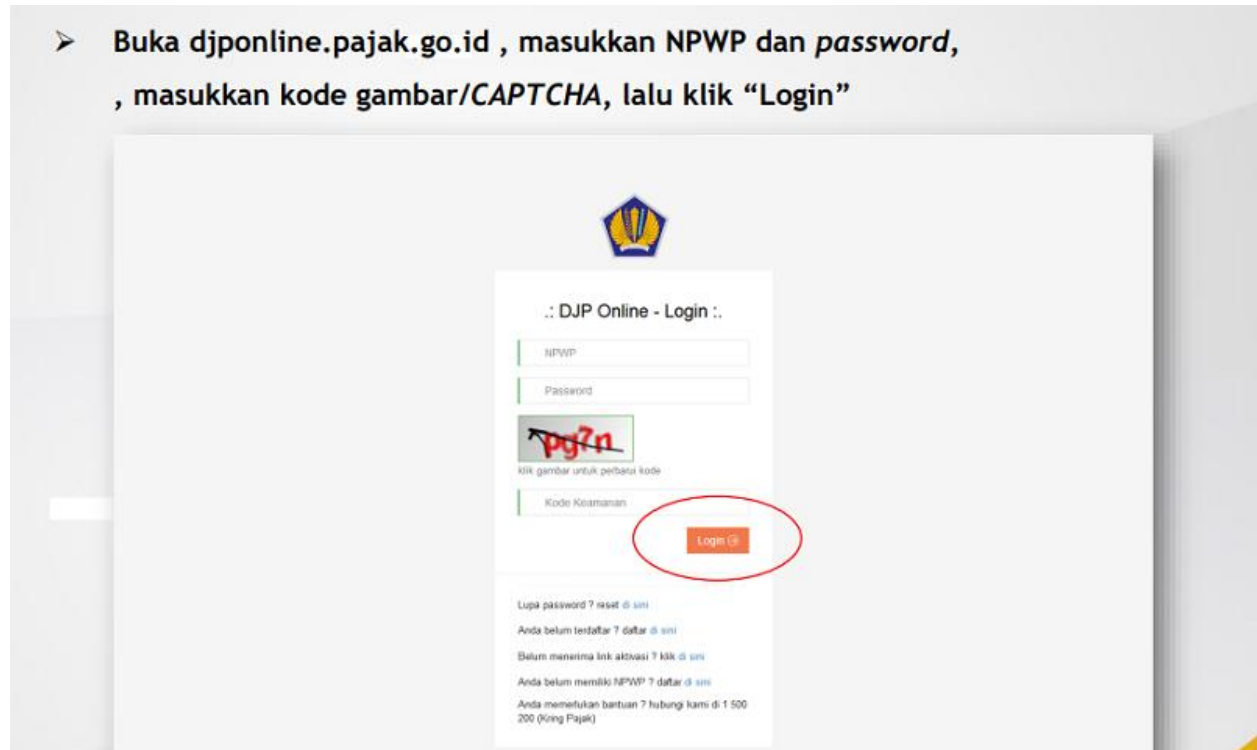 ➢ Buka djponline.pajak.go.id , masukkan NPWP dan password,
, masukkan kode gambar/CAPTCHA, lalu klik “Login”
.: DJP Online - Login :.
NPWP
Password
pg7n
klik gambar untuk perbarui kode
Kode Keamanan
Login
Lupa password ? reset di sini
Anda belum terdaftar ? daftar di sini
Belum menerima link aktivasi ? klik di sini
Anda belum memiliki NPWP ? daftar di sini
Anda memerlukan bantuan ? hubungi kami di 1 500
200 (Kring Pajak)